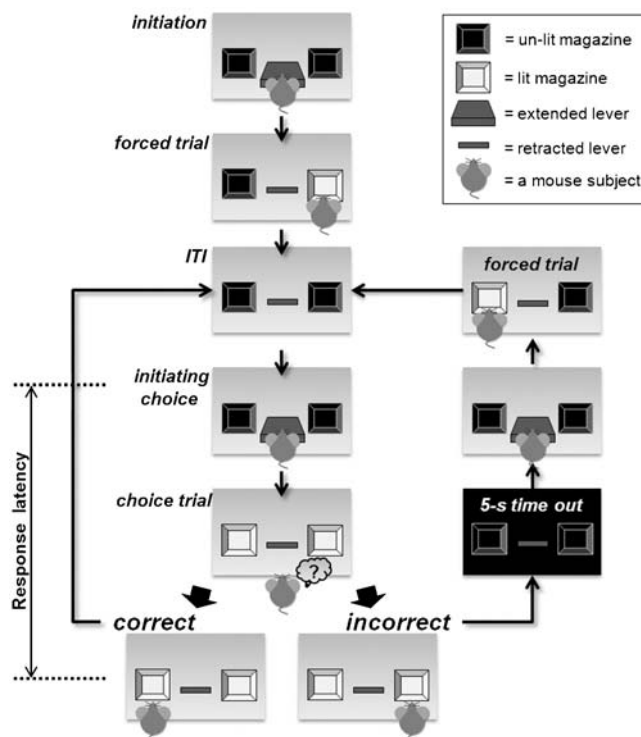 initiation
= un-lit magazine
= lit magazine
= extended lever
= retracted lever
= a mouse subject
forced trial
ITI
forced trial
initiating
choice
choice trial
5-s time out
Response latency
?
correct
incorrect